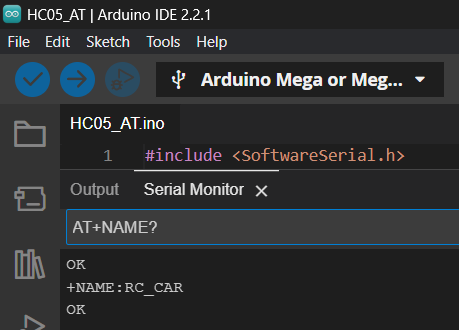 HC05_AT | Arduino IDE 2.2.1
File Edit Sketch Tools Help
Arduino Mega or Meg...
HC05_AT.ino
1 #include <SoftwareSerial.h>
Output Serial Monitor
AT+NAME?
OK
+NAME:RC_CAR
OK